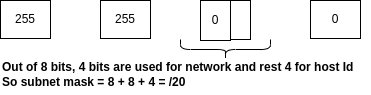 255 255 0 0
Out of 8 bits, 4 bits are used for network and rest 4 for host Id
So subnet mask = 8 + 8 + 4 = /20